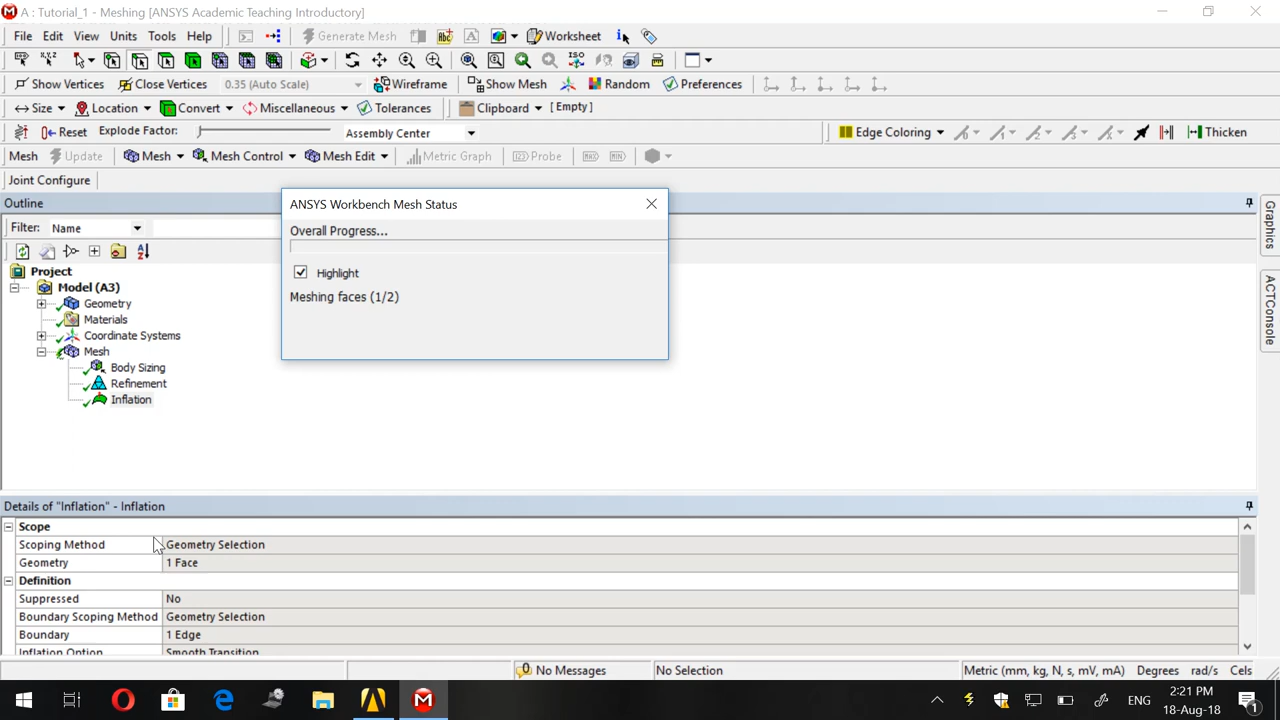 A : Tutorial_1 - Meshing [ANSYS Academic Teaching Introductory]
File Edit View Units Tools Help Generate Mesh A Worksheet i
Show Vertices Close Vertices 0.35 (Auto Scale) Wireframe Show Mesh Random Preferences
Size Location Convert Miscellaneous Tolerances Clipboard [ Empty ]
Reset Explode Factor: Assembly Center Edge Coloring Thicken
Mesh Update Mesh Mesh Control Mesh Edit Metric Graph Probe MAX MIN
Joint Configure
Outline
Filter: Name
Project
Model (A3)
Geometry
Materials
Coordinate Systems
Mesh
Body Sizing
Refinement
Inflation
ANSYS Workbench Mesh Status
Overall Progress...
Highlight
Meshing faces (1/2)
Graphics
ACTConsole
Details of "Inflation" - Inflation
Scope
Scoping Method Geometry Selection
Geometry 1 Face
Definition
Suppressed No
Boundary Scoping Method Geometry Selection
Boundary 1 Edge
Inflation Option Smooth Transition
0 No Messages No Selection Metric (mm, kg, N, s, mV, mA) Degrees rad/s Cels
ENG 2:21 PM
18-Aug-18 1